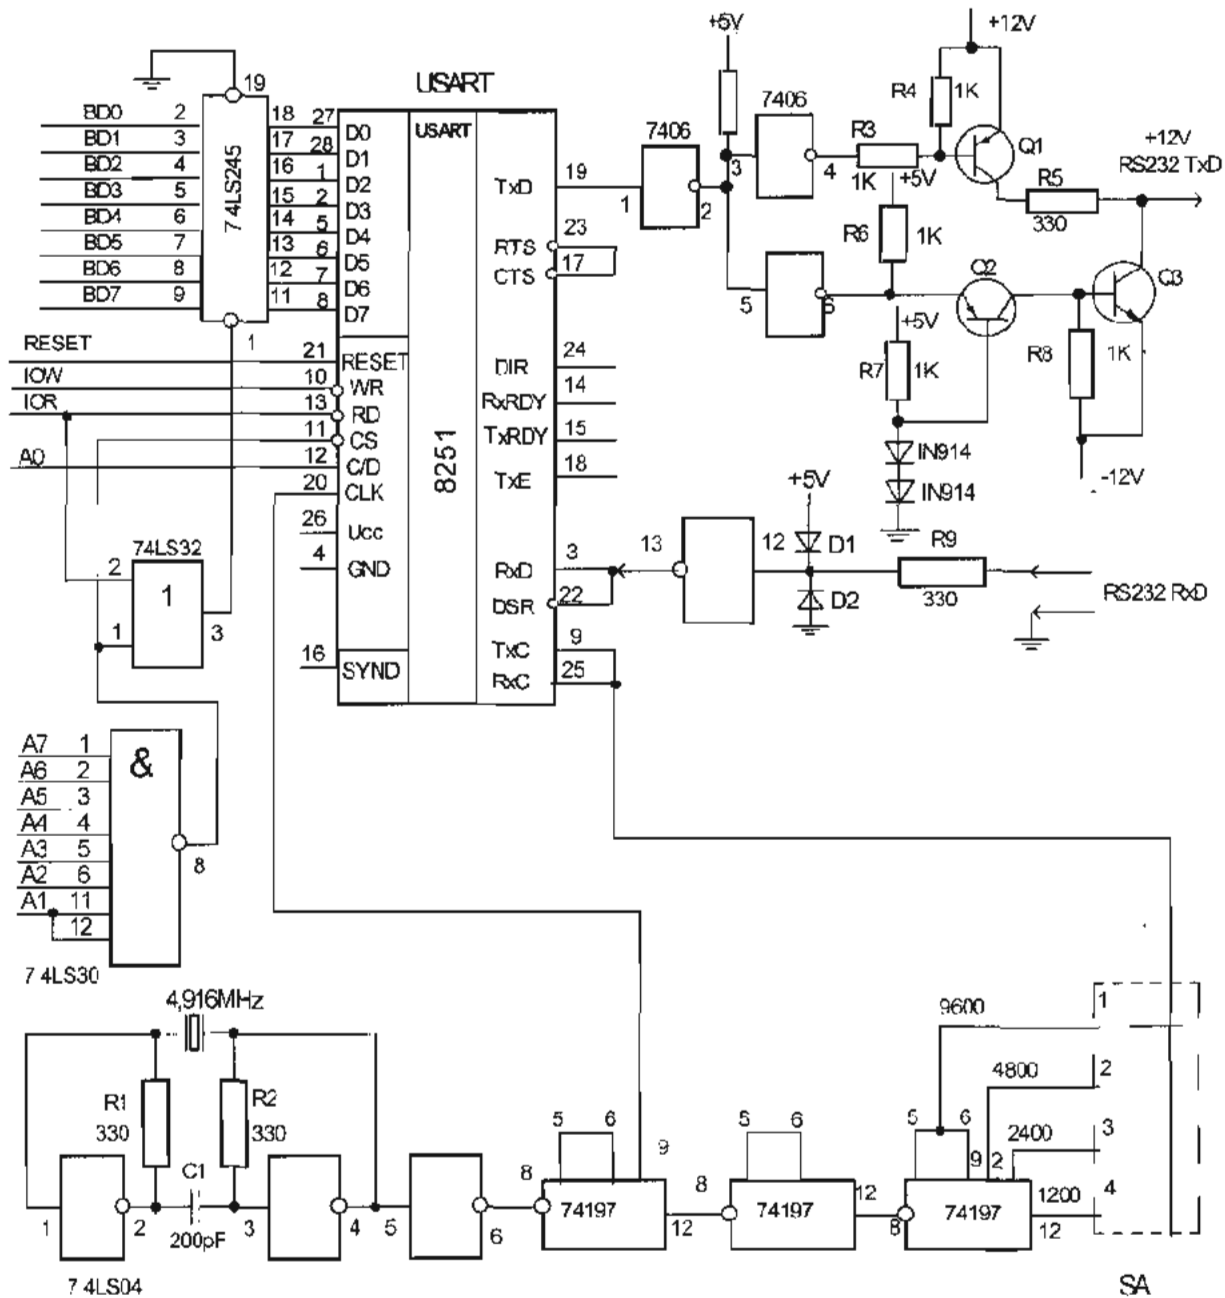 USART
+5V
+12V
19
BD0 2
BD1 3
BD2 4
BD3 5
BD4 6
BD5 7
BD6 8
BD7 9
7 4LS245
18 27 D0
17 28 D1
16 1 D2
15 2 D3
14 5 D4
13 6 D5
12 7 D6
11 8 D7
1
USART
8251
TxD 19
RTS 23
CTS 17
DIR 24
RxRDY 14
TxRDY 15
TxE 18
RxD 3
DSR 22
TxC 9
RxC 25
RESET 21 RESET
IOW 10 WR
IOR 13 RD
11 CS
A0 12 C/D
20 CLK
26 Ucc
4 GND
16 SYND
7406
1 2
7406
3 4
5 6
R3
1K
+5V
R4 1K
Q1
R5
330
+12V
RS232 TxD
R6 1K
Q2
Q3
+5V
R7 1K
R8 1K
IN914
IN914
-12V
+5V
13 12 D1
D2
R9
330
RS232 RxD
74LS32
2
1
1
3
A7 1
A6 2
A5 3
A4 4
A3 5
A2 6
A1 11
12
&
8
7 4LS30
4,916MHz
R1
330
R2
330
C1
200pF
1 2 3 4 5 6
7 4LS04
8 5 6 9
74197
12
8 5 6
74197
12
8 5 6 9 2
74197
12
9600 1
4800 2
2400 3
1200 4
SA